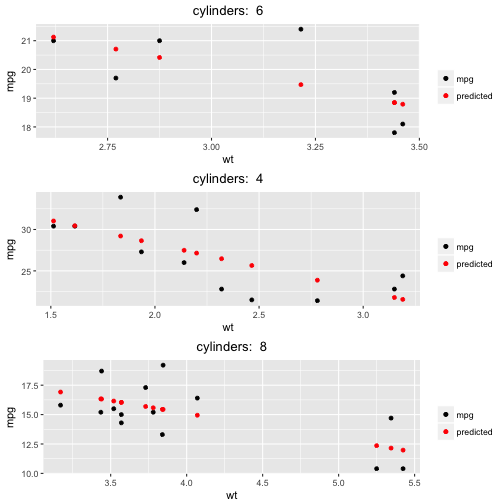 cylinders:  6
21
20
19
18
mpg
2.75
3.00
3.25
3.50
wt
mpg
predicted
cylinders:  4
30
25
mpg
1.5
2.0
2.5
3.0
wt
mpg
predicted
cylinders:  8
17.5
15.0
12.5
10.0
mpg
3.5
4.0
4.5
5.0
5.5
wt
mpg
predicted